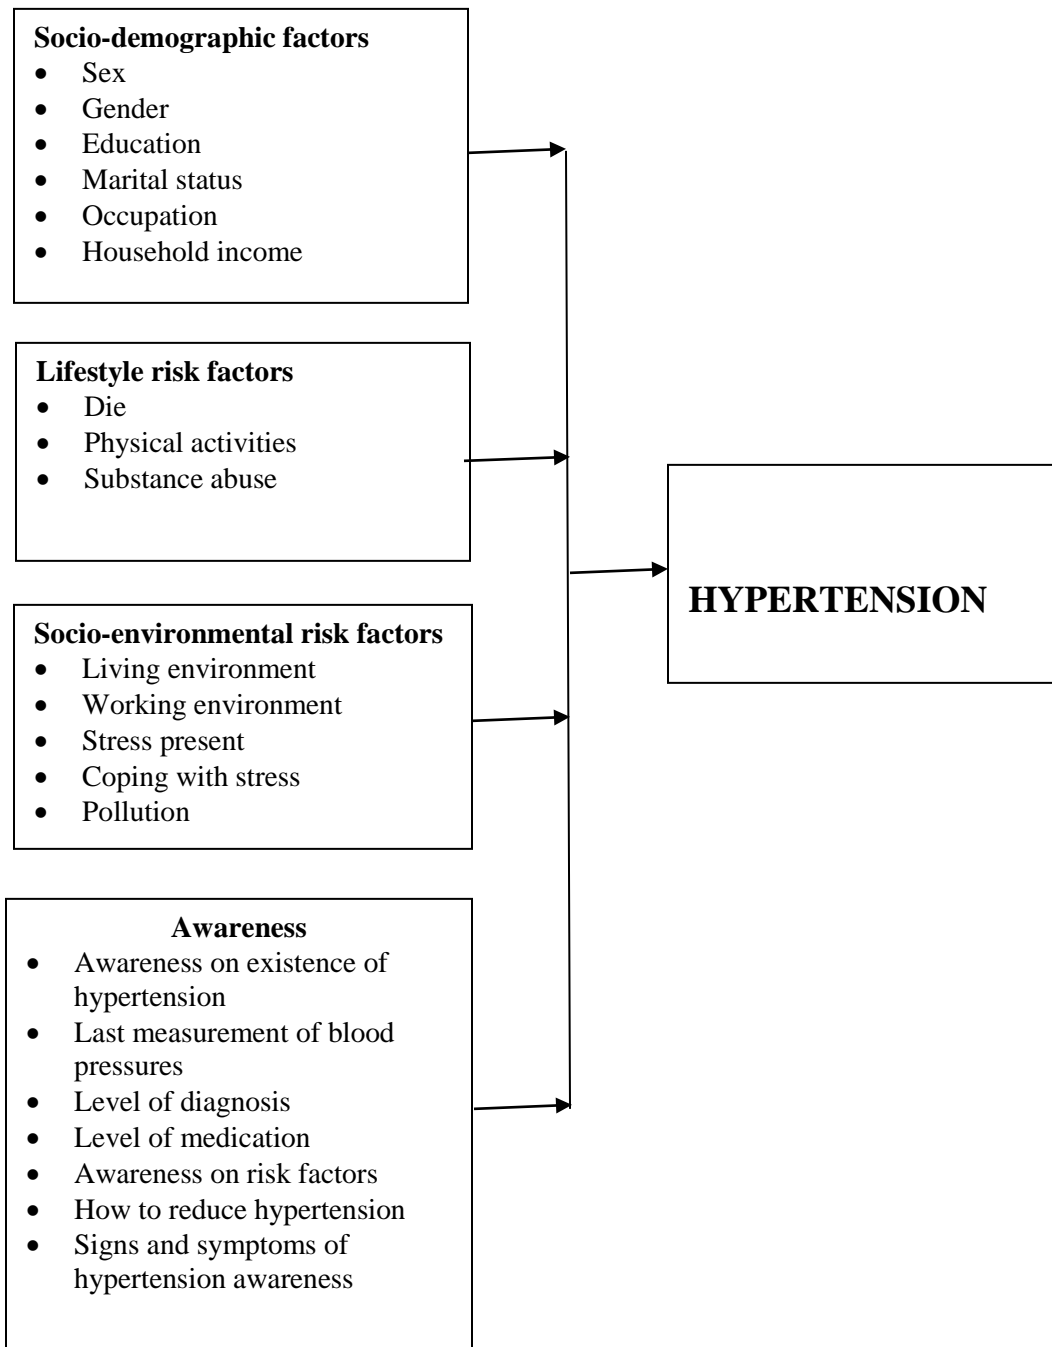 Socio-demographic factors
• Sex
• Gender
• Education
• Marital status
• Occupation
• Household income
Lifestyle risk factors
• Die
• Physical activities
• Substance abuse
HYPERTENSION
Socio-environmental risk factors
• Living environment
• Working environment
• Stress present
• Coping with stress
• Pollution
Awareness
• Awareness on existence of
hypertension
• Last measurement of blood
pressures
• Level of diagnosis
• Level of medication
• Awareness on risk factors
• How to reduce hypertension
• Signs and symptoms of
hypertension awareness